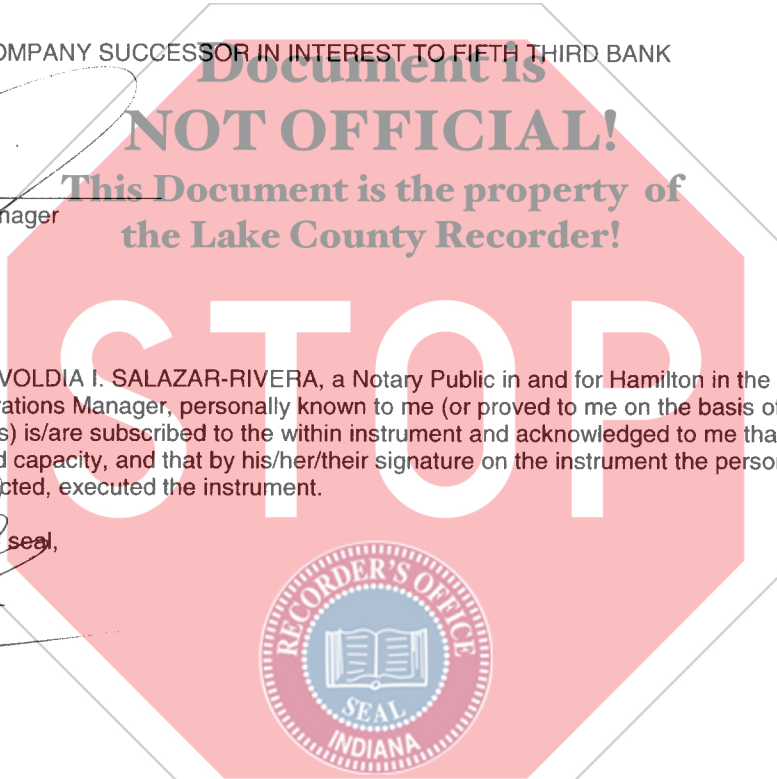 OMPANY SUCCESSOR IN INTEREST TO FIFTH THIRD BANK
Document is
NOT OFFICIAL!
This Document is the property of
nager
the Lake County Recorder!
STOP
VOLDIA I. SALAZAR-RIVERA, a Notary Public in and for Hamilton in the
rations Manager, personally known to me (or proved to me on the basis of
s) is/are subscribed to the within instrument and acknowledged to me tha
d capacity, and that by his/her/their signature on the instrument the perso
cted, executed the instrument.
seal,
RECORDER'S OFFICE
SEAL
INDIANA